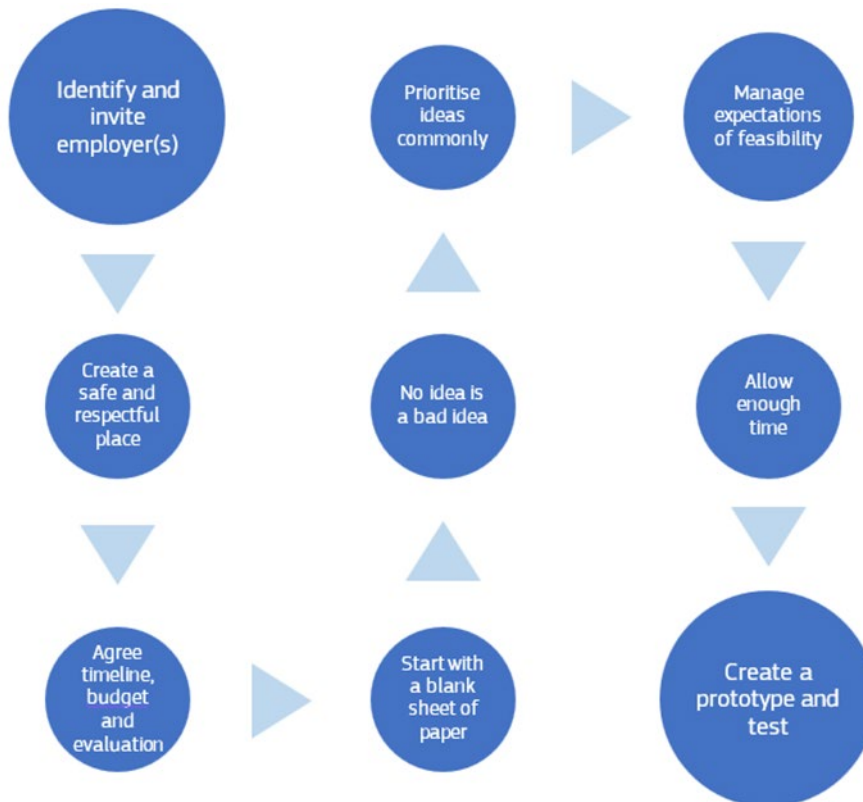 Identify and
invite
employer(s)
Create a
safe and
respectful
place
Agree
timeline,
budget and
evaluation
Start with
a blank
sheet of
paper
No idea is
a bad idea
Prioritise
ideas
commonly
Manage
expectations
of feasibility
Allow
enough
time
Create a
prototype and
test